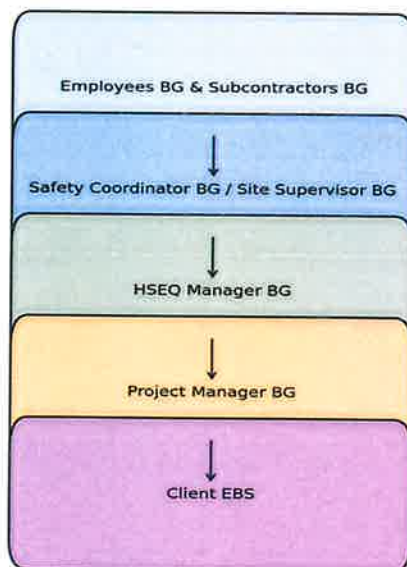 Employees BG & Subcontractors BG
Safety Coordinator BG / Site Supervisor BG
HSEQ Manager BG
Project Manager BG
Client EBS